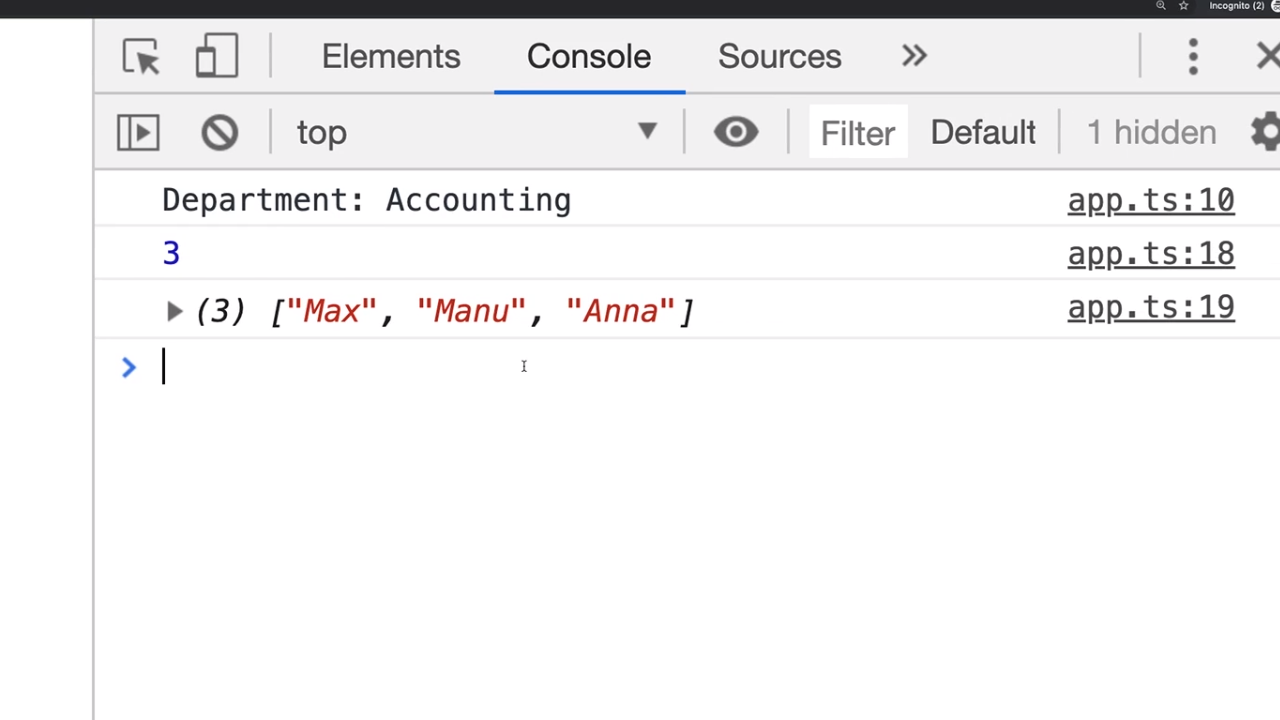 Incognito (2)
Elements Console Sources
top Filter Default 1 hidden
Department: Accounting app.ts:10
3 app.ts:18
(3) ["Max", "Manu", "Anna"] app.ts:19